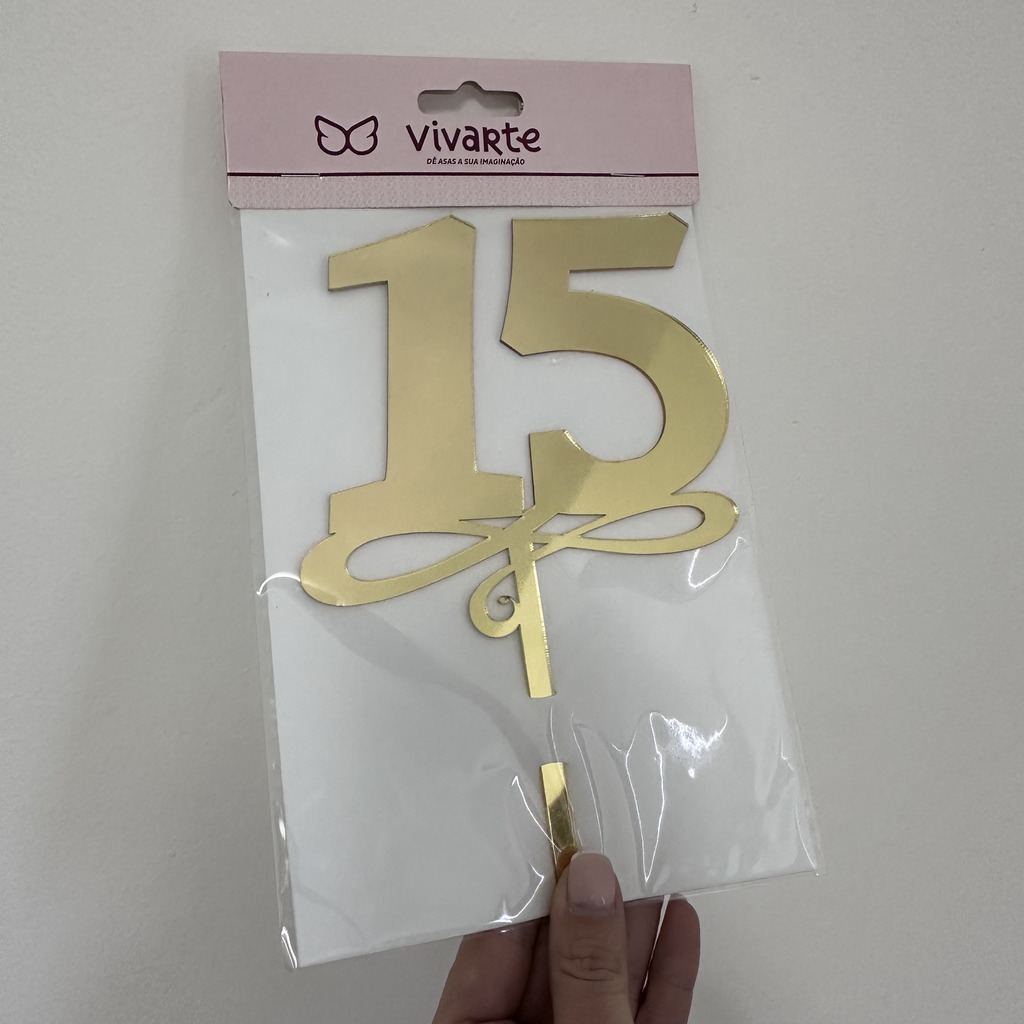 vivarte
DÊ ASAS A SUA IMAGINAÇÃO
15